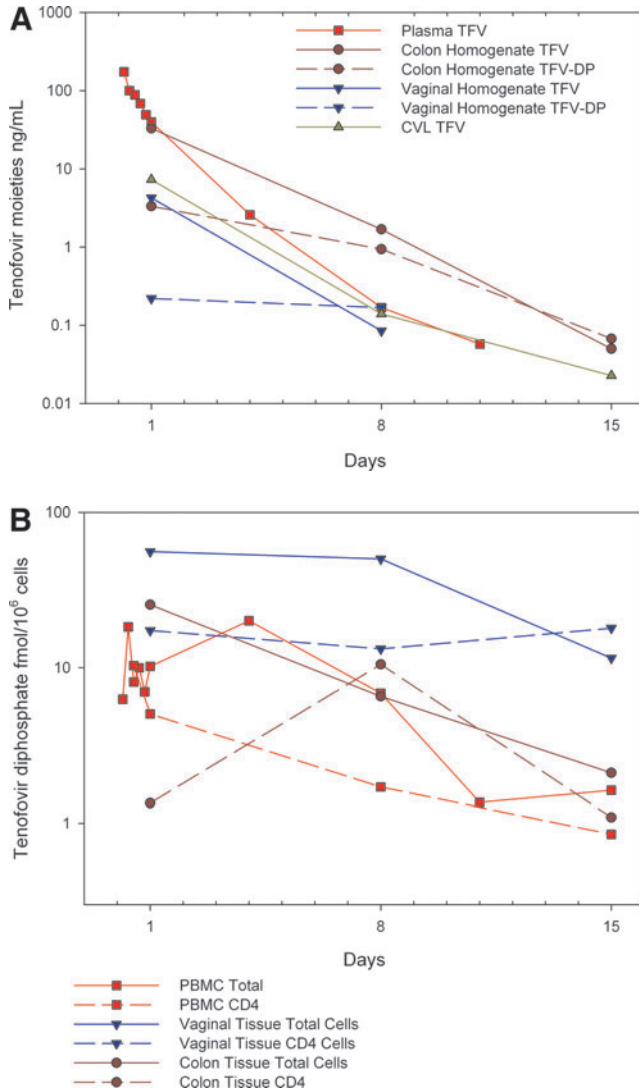 A
1000
100
10
1
0.1
0.01
Tenofovir moieties ng/mL
Plasma TFV
Colon Homogenate TFV
Colon Homogenate TFV-DP
Vaginal Homogenate TFV
Vaginal Homogenate TFV-DP
CVL TFV
1 8 15
Days
B
100
10
1
Tenofovir diphosphate fmol/10⁶ cells
1 8 15
Days
PBMC Total
PBMC CD4
Vaginal Tissue Total Cells
Vaginal Tissue CD4 Cells
Colon Tissue Total Cells
Colon Tissue CD4